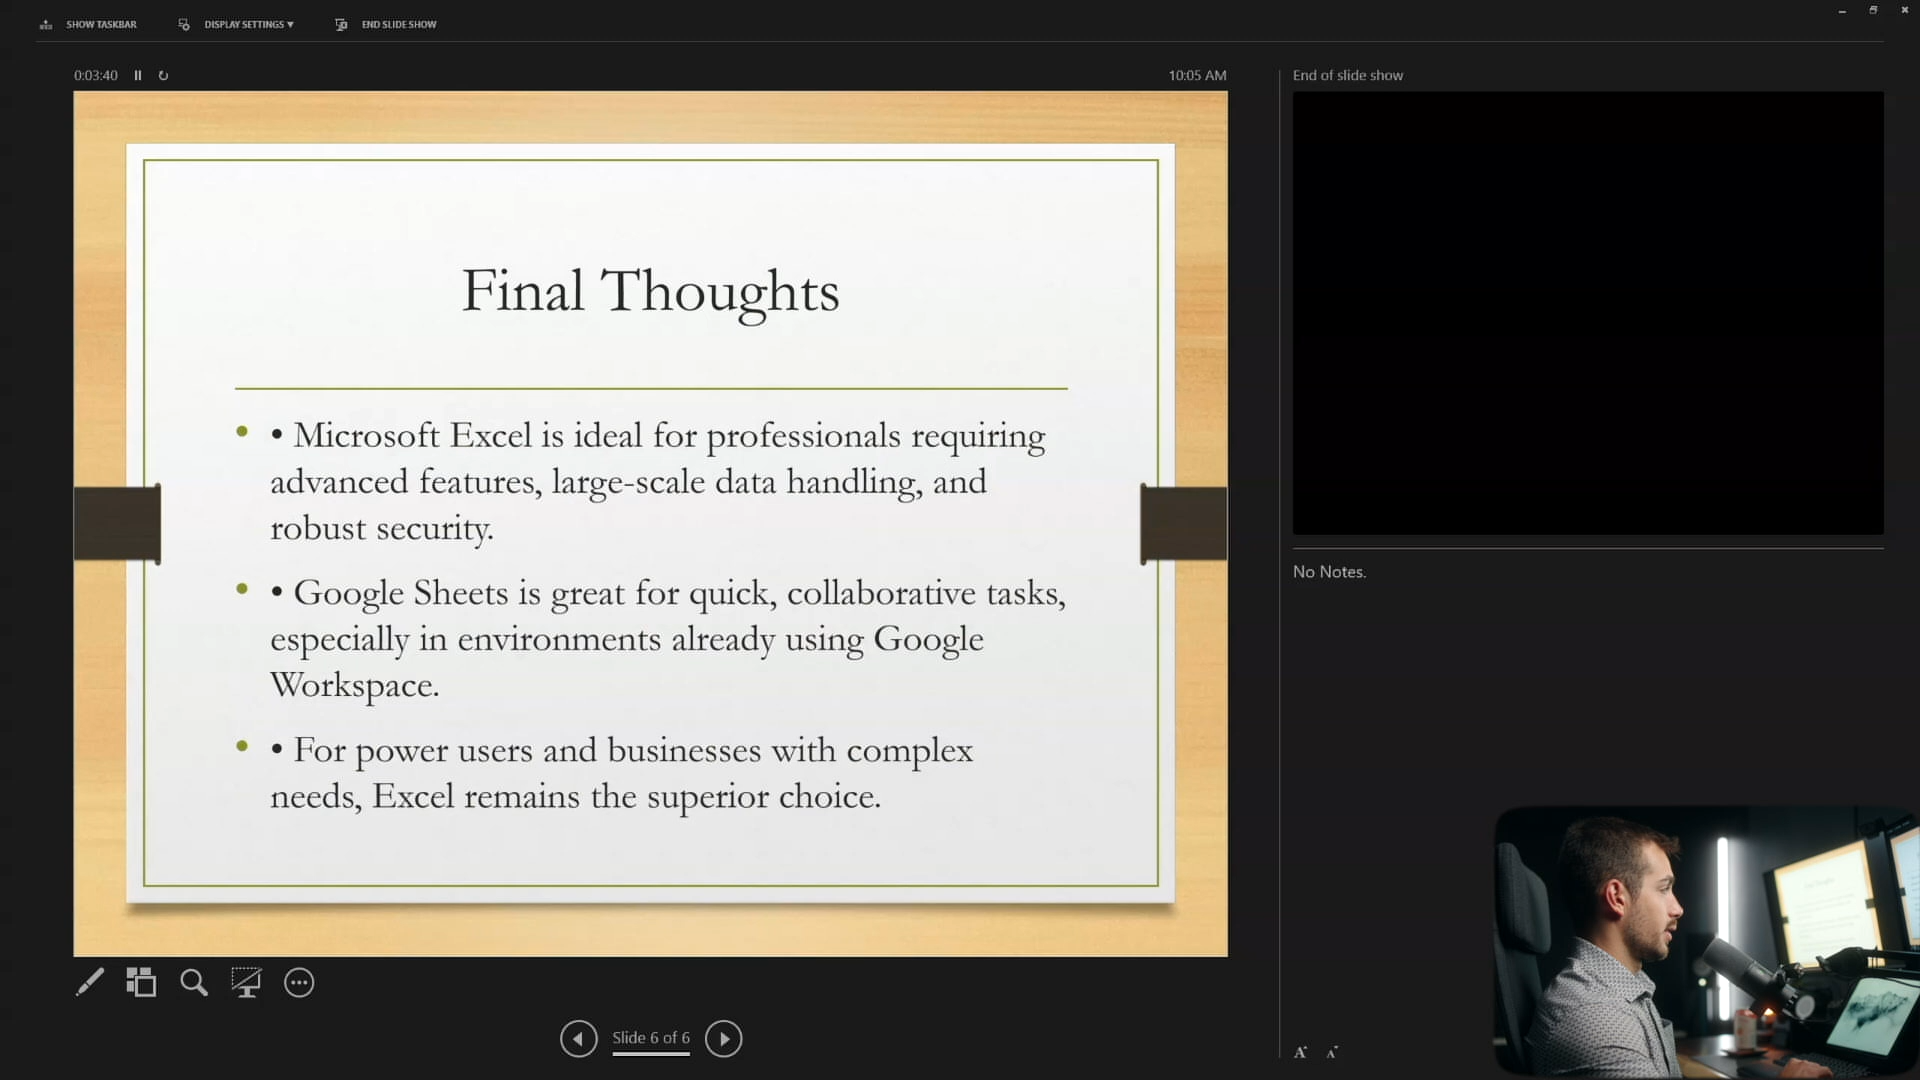 SHOW TASKBAR
DISPLAY SETTINGS ▼
END SLIDE SHOW
0:03:40
10:05 AM
End of slide show
Final Thoughts
• • Microsoft Excel is ideal for professionals requiring
advanced features, large-scale data handling, and
robust security.
• • Google Sheets is great for quick, collaborative tasks,
especially in environments already using Google
Workspace.
• • For power users and businesses with complex
needs, Excel remains the superior choice.
No Notes.
Slide 6 of 6
A A